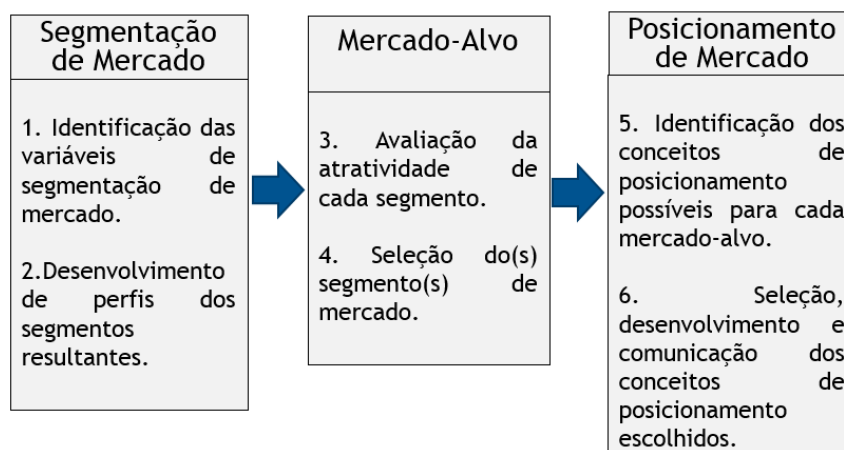 Segmentação
de Mercado
1. Identificação das
variáveis de
segmentação de
mercado.
2.Desenvolvimento
de perfis dos
segmentos
resultantes.
Mercado-Alvo
3. Avaliação da
atratividade de
cada segmento.
4. Seleção do(s)
segmento(s) de
mercado.
Posicionamento
de Mercado
5. Identificação dos
conceitos de
posicionamento
possíveis para cada
mercado-alvo.
6. Seleção,
desenvolvimento e
comunicação dos
conceitos de
posicionamento
escolhidos.